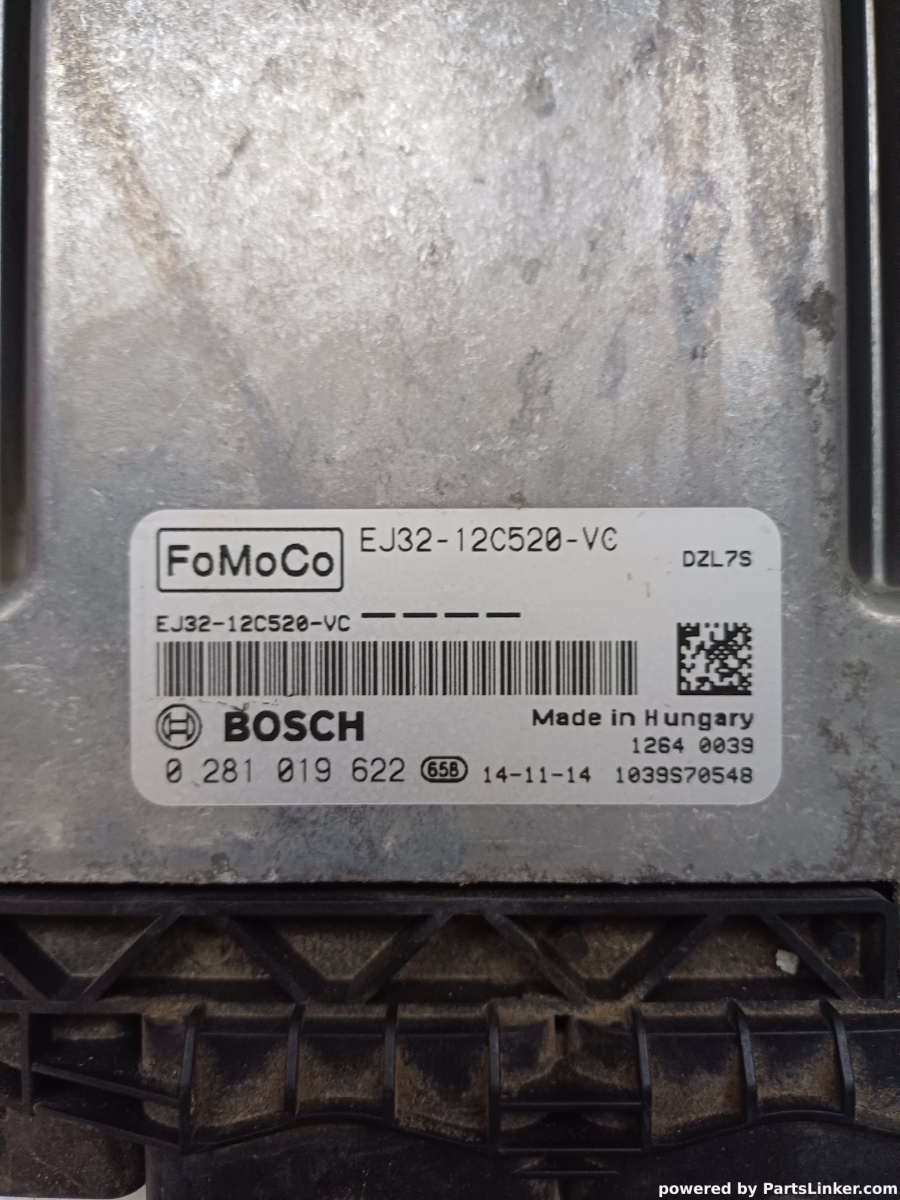 FoMoCo EJ32-12C520-VC DZL7S
EJ32-12C520-VC ————
BOSCH Made in Hungary
1264 0039
0 281 019 622 65B 14-11-14 1039S70548
powered by PartsLinker.com